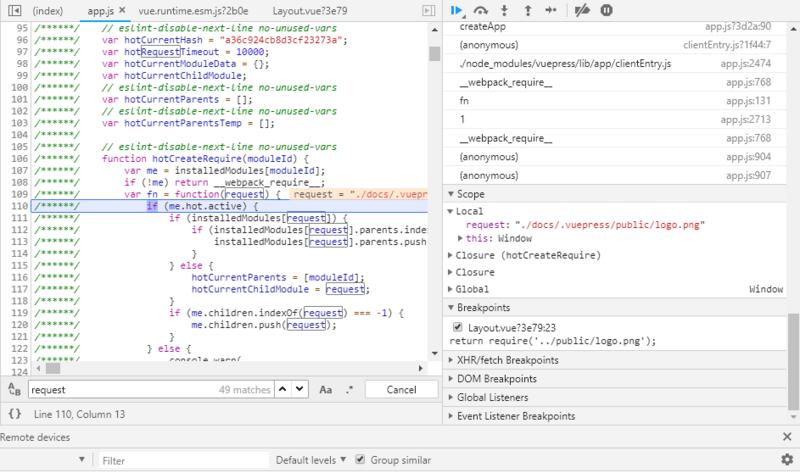 (index) app.js × vue.runtime.esm.js?2b0e Layout.vue?3e79
95 /******/ // eslint-disable-next-line no-unused-vars
96 /******/ var hotCurrentHash = "a36c924cb8d3cf23273a";
97 /******/ var hotRequestTimeout = 10000;
98 /******/ var hotCurrentModuleData = {};
99 /******/ var hotCurrentChildModule;
100 /******/ // eslint-disable-next-line no-unused-vars
101 /******/ var hotCurrentParents = [];
102 /******/ // eslint-disable-next-line no-unused-vars
103 /******/ var hotCurrentParentsTemp = [];
104 /******/
105 /******/ // eslint-disable-next-line no-unused-vars
106 /******/ function hotCreateRequire(moduleId) {
107 /******/ var me = installedModules[moduleId];
108 /******/ if (!me) return __webpack_require__;
109 /******/ var fn = function(request) { request = "./docs/.vuepr
110 /******/ if (me.hot.active) {
111 /******/ if (installedModules[request]) {
112 /******/ if (installedModules[request].parents.inde
113 /******/ installedModules[request].parents.push
114 /******/ }
115 /******/ } else {
116 /******/ hotCurrentParents = [moduleId];
117 /******/ hotCurrentChildModule = request;
118 /******/ }
119 /******/ if (me.children.indexOf(request) === -1) {
120 /******/ me.children.push(request);
121 /******/ }
122 /******/ } else {
123 /******/ console.warn(
124
request 49 matches Aa .* Cancel
{} Line 110, Column 13
createApp app.js?3d2a:90
(anonymous) clientEntry.js?1f44:7
./node_modules/vuepress/lib/app/clientEntry.js app.js:2474
__webpack_require__ app.js:768
fn app.js:131
1 app.js:2713
__webpack_require__ app.js:768
(anonymous) app.js:904
(anonymous) app.js:907
Scope
Local
request: "./docs/.vuepress/public/logo.png"
this: Window
Closure (hotCreateRequire)
Closure
Global Window
Breakpoints
Layout.vue?3e79:23
return require('../public/logo.png');
XHR/fetch Breakpoints
DOM Breakpoints
Global Listeners
Event Listener Breakpoints
Remote devices
Filter Default levels Group similar